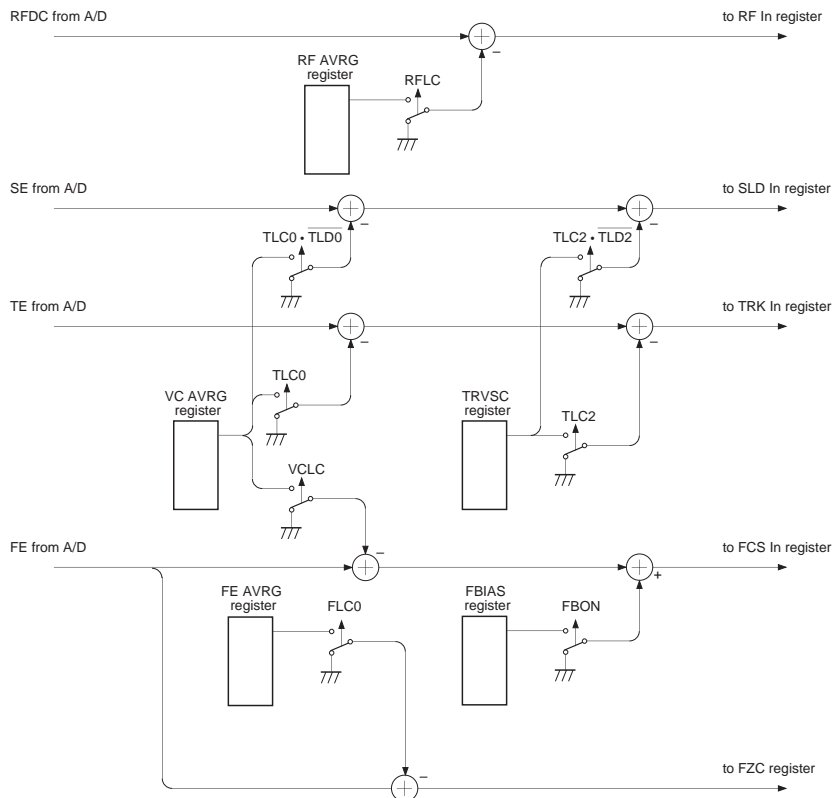 RFDC from A/D
to RF In register
RF AVRG
register
RFLC
–
SE from A/D
to SLD In register
–
–
TLC0 • T̅L̅D̅0̅
TLC2 • T̅L̅D̅2̅
TE from A/D
to TRK In register
–
–
TLC0
VC AVRG
register
TRVSC
register
TLC2
VCLC
–
FE from A/D
to FCS In register
+
FE AVRG
register
FLC0
FBIAS
register
FBON
to FZC register
–